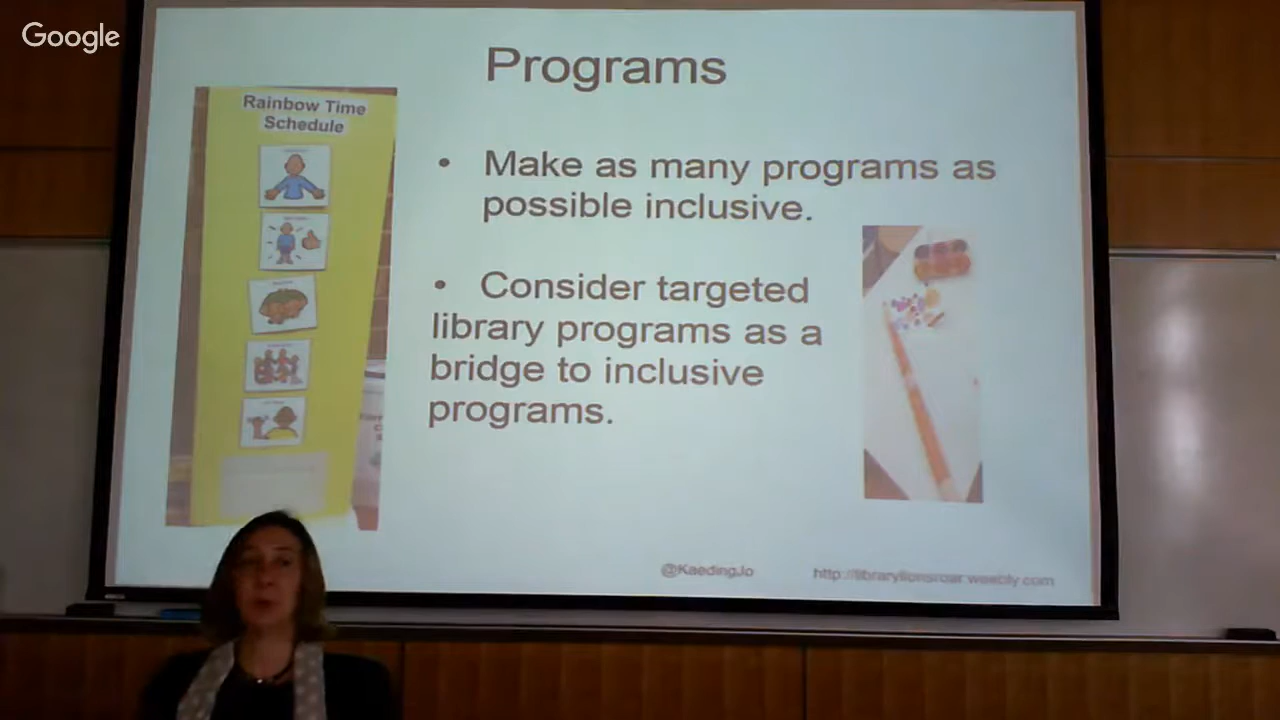 Google
Programs
Rainbow Time
Schedule
• Make as many programs as
possible inclusive.
• Consider targeted
library programs as a
bridge to inclusive
programs.
@KaedingJo
http://librarylionsroar.weebly.com